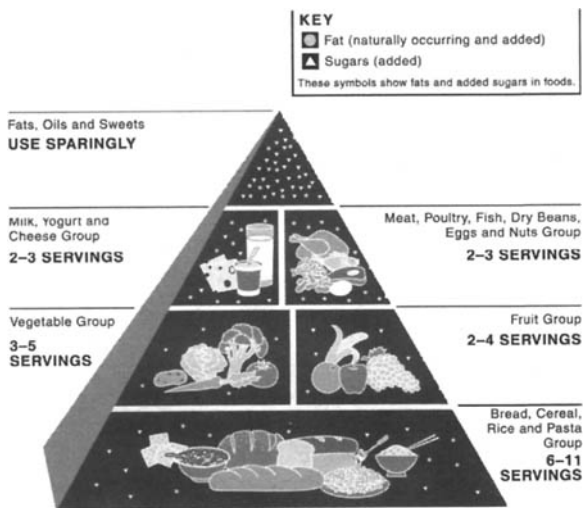 KEY
Fat (naturally occurring and added)
Sugars (added)
These symbols show fats and added sugars in foods.
Fats, Oils and Sweets
USE SPARINGLY
Milk, Yogurt and
Cheese Group
2–3 SERVINGS
Meat, Poultry, Fish, Dry Beans,
Eggs and Nuts Group
2–3 SERVINGS
Vegetable Group
3–5
SERVINGS
Fruit Group
2–4 SERVINGS
Bread, Cereal,
Rice and Pasta
Group
6–11
SERVINGS